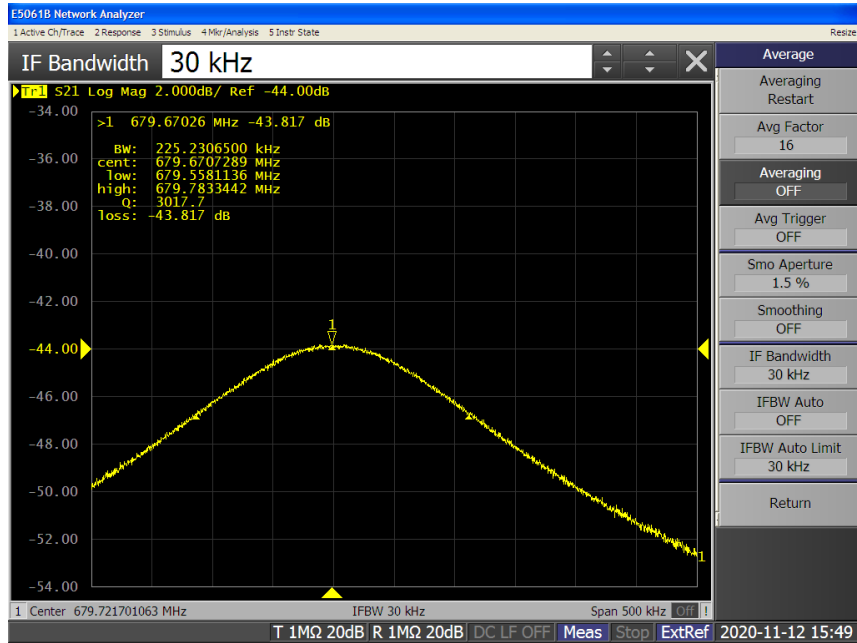 E5061B Network Analyzer
1 Active Ch/Trace 2 Response 3 Stimulus 4 Mkr/Analysis 5 Instr State Resize
IF Bandwidth 30 kHz
Tr1 S21 Log Mag 2.000dB/ Ref -44.00dB
-34.00
-36.00
-38.00
-40.00
-42.00
-44.00
-46.00
-48.00
-50.00
-52.00
-54.00
>1 679.67026 MHz -43.817 dB
BW: 225.2306500 kHz
cent: 679.6707289 MHz
low: 679.5581136 MHz
high: 679.7833442 MHz
Q: 3017.7
loss: -43.817 dB
1
1
1 Center 679.721701063 MHz IFBW 30 kHz Span 500 kHz Off !
T 1MΩ 20dB R 1MΩ 20dB DC LF OFF Meas Stop ExtRef 2020-11-12 15:49
Average
Averaging
Restart
Avg Factor
16
Averaging
OFF
Avg Trigger
OFF
Smo Aperture
1.5 %
Smoothing
OFF
IF Bandwidth
30 kHz
IFBW Auto
OFF
IFBW Auto Limit
30 kHz
Return